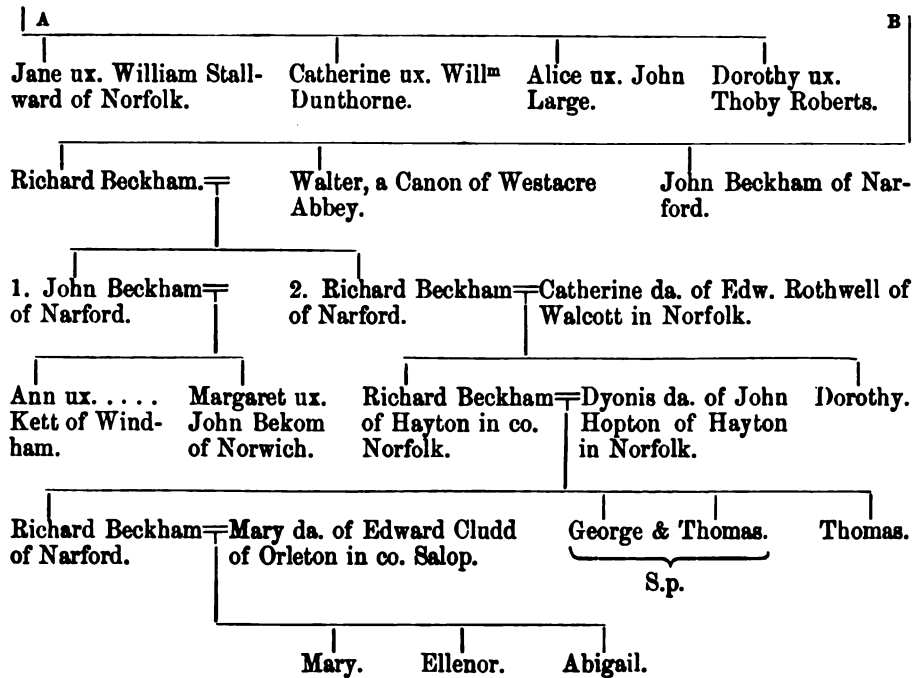 A B
Jane ux. William Stall-
ward of Norfolk.
Catherine ux. Willm
Dunthorne.
Alice ux. John
Large.
Dorothy ux.
Thoby Roberts.
Richard Beckham.
Walter, a Canon of Westacre
Abbey.
John Beckham of Nar-
ford.
1. John Beckham
of Narford.
2. Richard Beckham
of Narford.
Catherine da. of Edw. Rothwell of
Walcott in Norfolk.
Ann ux. . . . . .
Kett of Wind-
ham.
Margaret ux.
John Bekom
of Norwich.
Richard Beckham
of Hayton in co.
Norfolk.
Dyonis da. of John
Hopton of Hayton
in Norfolk.
Dorothy.
Richard Beckham
of Narford.
Mary da. of Edward Cludd
of Orleton in co. Salop.
George & Thomas.
S.p.
Thomas.
Mary. Ellenor. Abigail.